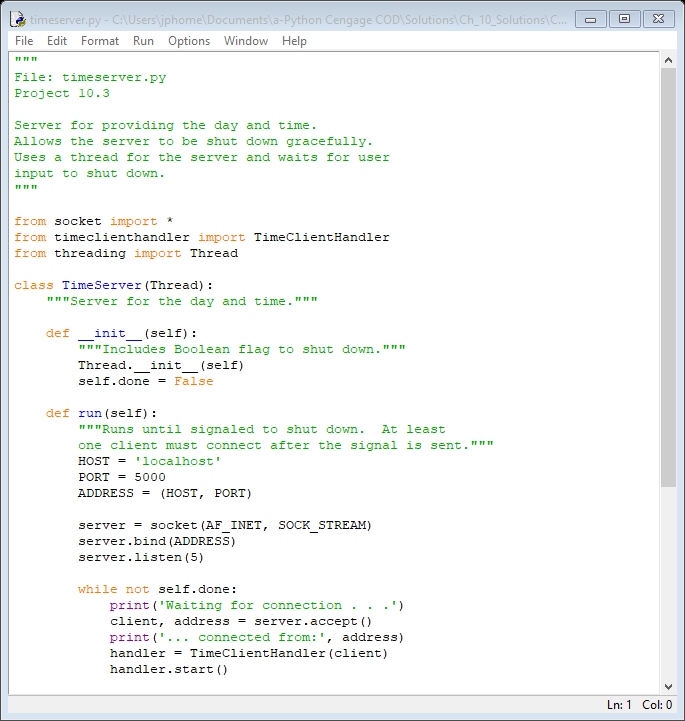 timeserver.py - C:\Users\jphome\Documents\a-Python Cengage COD\Solutions\Ch_10_Solutions\C...
File Edit Format Run Options Window Help
"""
File: timeserver.py
Project 10.3

Server for providing the day and time.
Allows the server to be shut down gracefully.
Uses a thread for the server and waits for user
input to shut down.
"""

from socket import *
from timeclienthandler import TimeClientHandler
from threading import Thread

class TimeServer(Thread):
    """Server for the day and time."""

    def __init__(self):
        """Includes Boolean flag to shut down."""
        Thread.__init__(self)
        self.done = False

    def run(self):
        """Runs until signaled to shut down.  At least
        one client must connect after the signal is sent."""
        HOST = 'localhost'
        PORT = 5000
        ADDRESS = (HOST, PORT)

        server = socket(AF_INET, SOCK_STREAM)
        server.bind(ADDRESS)
        server.listen(5)

        while not self.done:
            print('Waiting for connection . . .')
            client, address = server.accept()
            print('... connected from:', address)
            handler = TimeClientHandler(client)
            handler.start()
Ln: 1 Col: 0